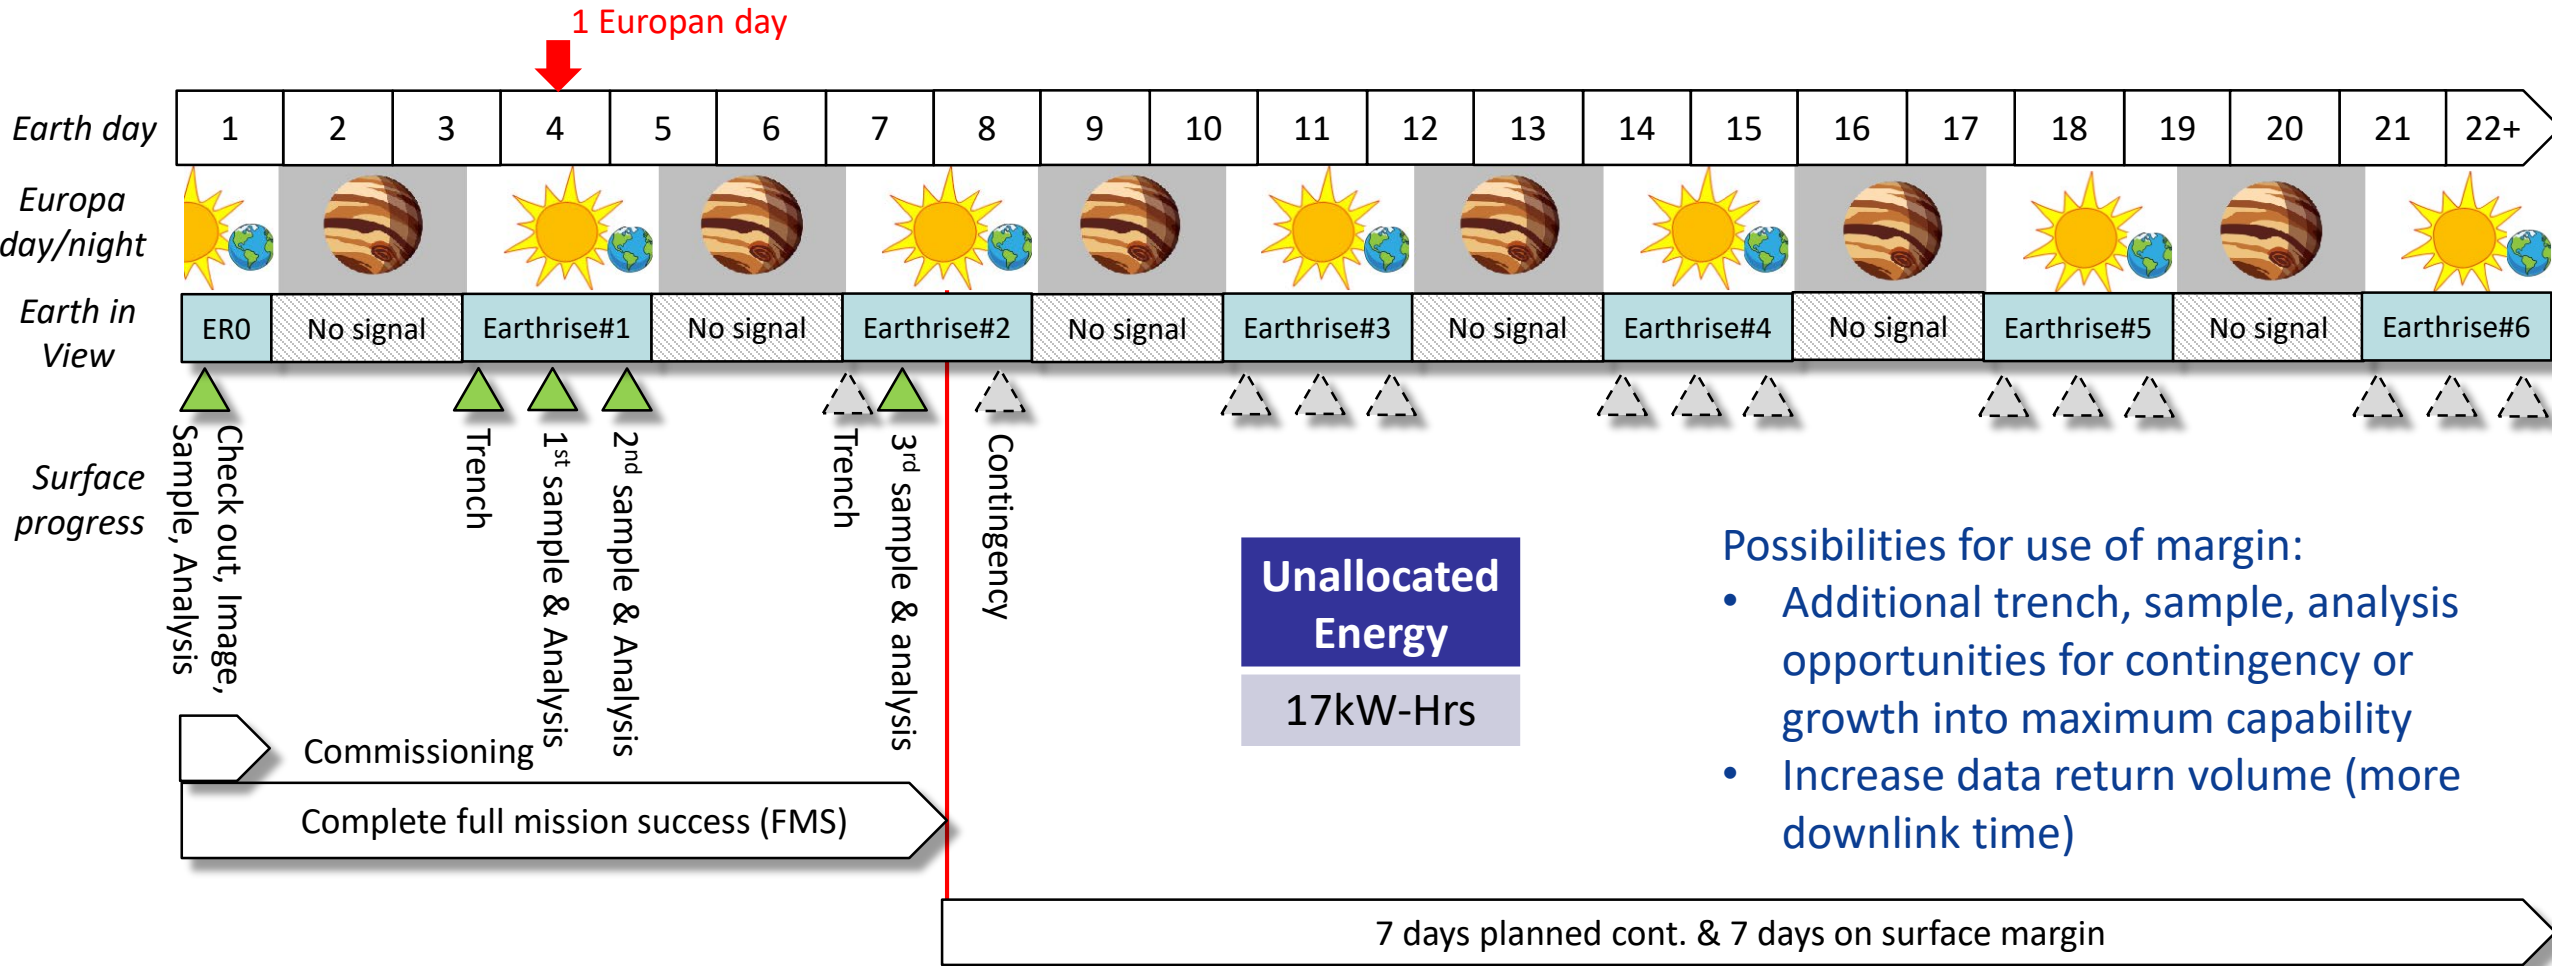 1 Europan day
Earth day 1 2 3 4 5 6 7 8 9 10 11 12 13 14 15 16 17 18 19 20 21 22+
Europa
day/night
Earth in
View
ER0 No signal Earthrise#1 No signal Earthrise#2 No signal Earthrise#3 No signal Earthrise#4 No signal Earthrise#5 No signal Earthrise#6
Surface
progress
Check out, Image,
Sample, Analysis
Trench
1st sample & Analysis
2nd sample & Analysis
Trench
3rd sample & analysis
Contingency
Unallocated
Energy
17kW-Hrs
Possibilities for use of margin:
• Additional trench, sample, analysis
opportunities for contingency or
growth into maximum capability
• Increase data return volume (more
downlink time)
Commissioning
Complete full mission success (FMS)
7 days planned cont. & 7 days on surface margin